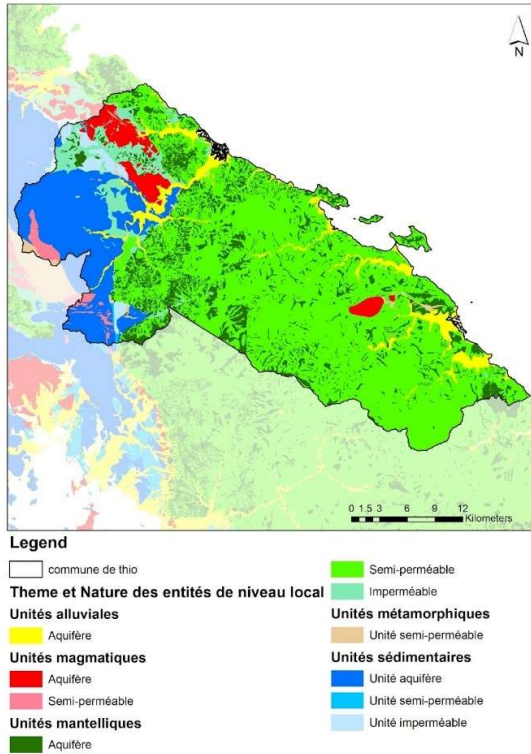 N
0 1.5 3 6 9 12
Kilometers
Legend
commune de thio
Theme et Nature des entités de niveau local
Unités alluviales
Aquifère
Unités magmatiques
Aquifère
Semi-perméable
Unités mantelliques
Aquifère
Semi-perméable
Imperméable
Unités métamorphiques
Unité semi-perméable
Unités sédimentaires
Unité aquifère
Unité semi-perméable
Unité imperméable